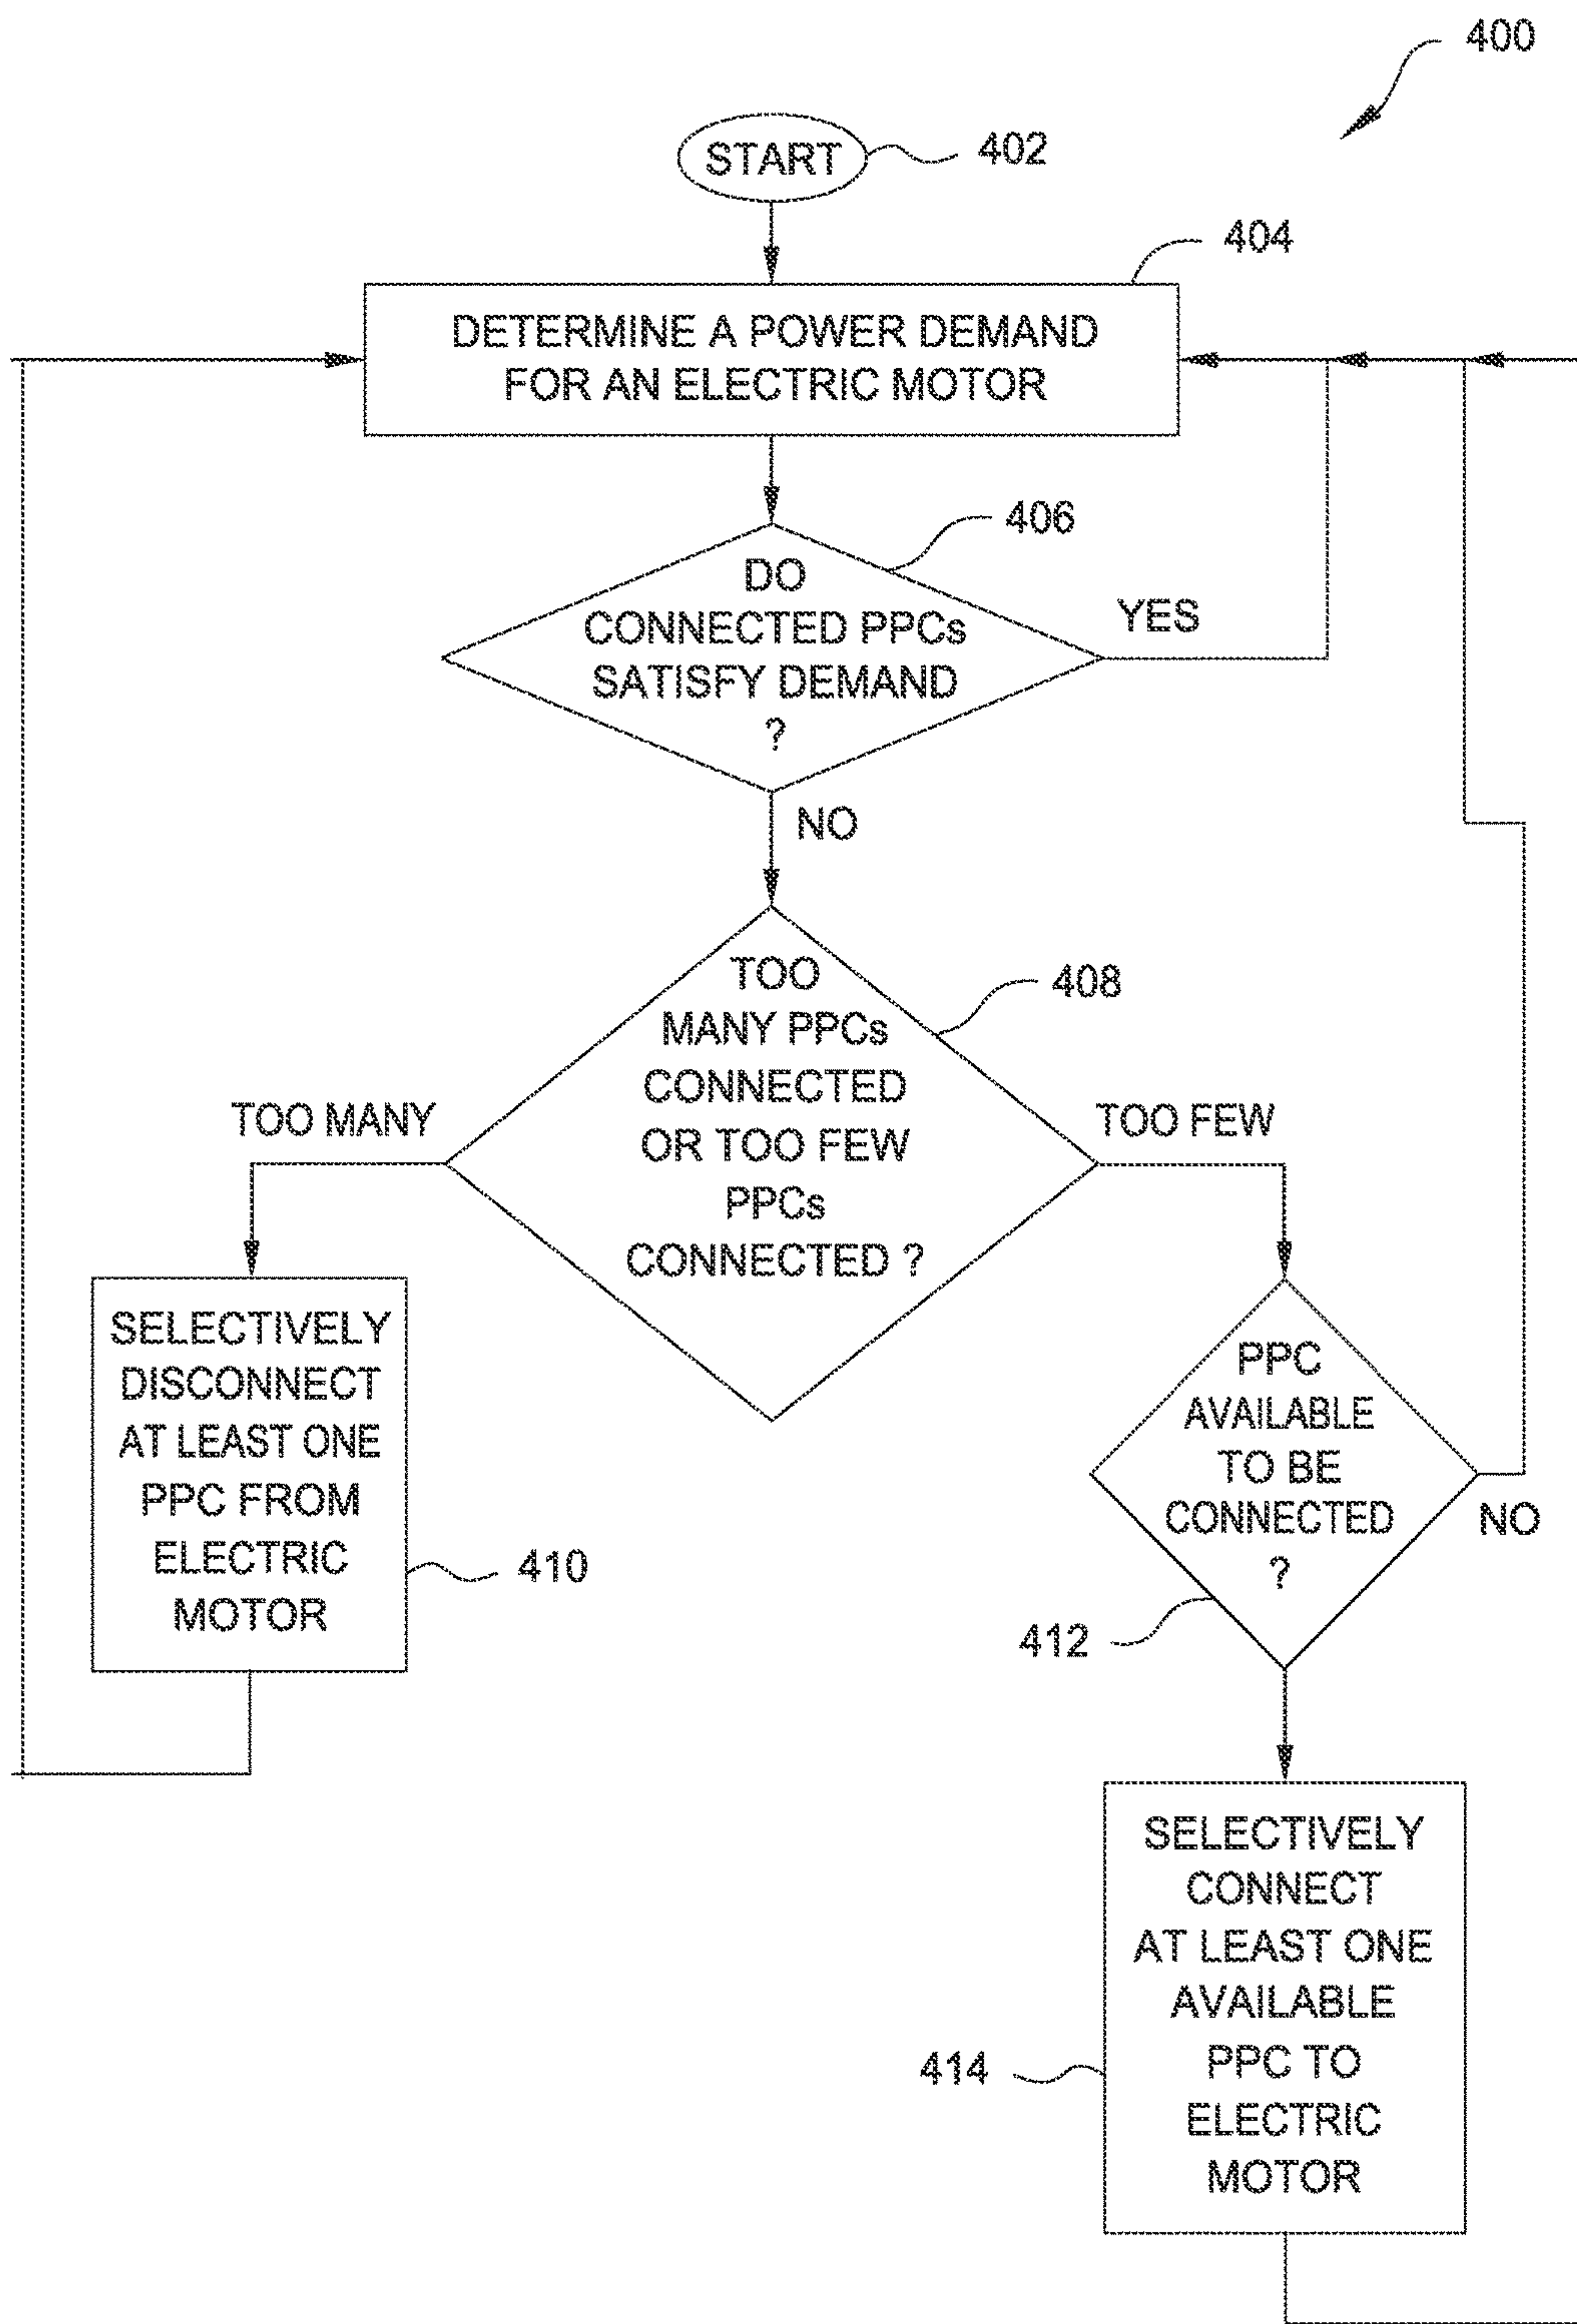 400
START
402
404
DETERMINE A POWER DEMAND
FOR AN ELECTRIC MOTOR
406
DO
CONNECTED PPCs
SATISFY DEMAND
?
YES
NO
408
TOO
MANY PPCs
CONNECTED
OR TOO FEW
PPCs
CONNECTED ?
TOO MANY
TOO FEW
SELECTIVELY
DISCONNECT
AT LEAST ONE
PPC FROM
ELECTRIC
MOTOR
410
PPC
AVAILABLE
TO BE
CONNECTED
?
NO
412
SELECTIVELY
CONNECT
AT LEAST ONE
AVAILABLE
PPC TO
ELECTRIC
MOTOR
414